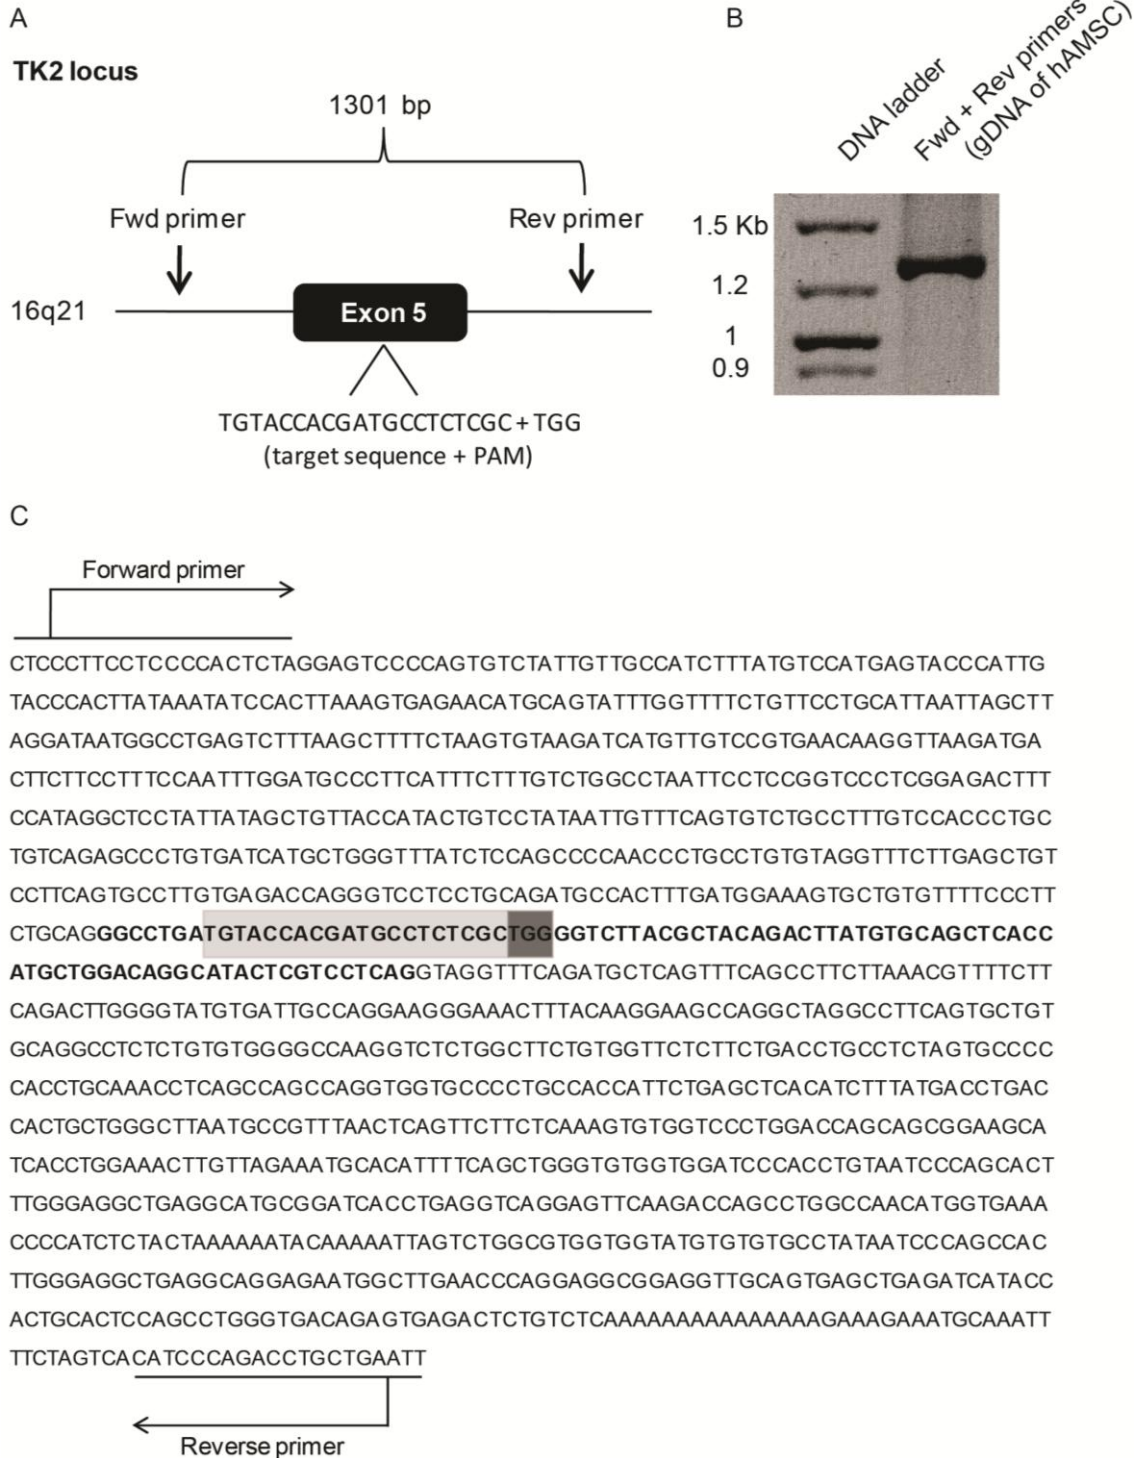 A
TK2 locus
1301 bp
Fwd primer
Rev primer
16q21
Exon 5
TGTACCACGATGCCTCTCGC + TGG
(target sequence + PAM)
B
DNA ladder
Fwd + Rev primers
(gDNA of hAMSC)
1.5 Kb
1.2
1
0.9
C
Forward primer
CTCCCTTCCTCCCCACTCTAGGAGTCCCCAGTGTCTATTGTTGCCATCTTTATGTCCATGAGTACCCATTG
TACCCACTTATAAATATCCACTTAAAGTGAGAACATGCAGTATTTGGTTTTCTGTTCCTGCATTAATTAGCTT
AGGATAATGGCCTGAGTCTTTAAGCTTTTCTAAGTGTAAGATCATGTTGTCCGTGAACAAGGTTAAGATGA
CTTCTTCCTTTCCAATTTGGATGCCCTTCATTTCTTTGTCTGGCCTAATTCCTCCGGTCCCTCGGAGACTTT
CCATAGGCTCCTATTATAGCTGTTACCATACTGTCCTATAATTGTTTCAGTGTCTGCCTTTGTCCACCCTGC
TGTCAGAGCCCTGTGATCATGCTGGGTTTATCTCCAGCCCCAACCCTGCCTGTGTAGGTTTCTTGAGCTGT
CCTTCAGTGCCTTGTGAGACCAGGGTCCTCCTGCAGATGCCACTTTGATGGAAAGTGCTGTGTTTTCCCTT
CTGCAGGGCCTGATGTACCACGATGCCTCTCGCTGGGGTCTTACGCTACAGACTTATGTGCAGCTCACC
ATGCTGGACAGGCATACTCGTCCTCAGGTAGGTTTCAGATGCTCAGTTTCAGCCTTCTTAAACGTTTTCTT
CAGACTTGGGGTATGTGATTGCCAGGAAGGGAAACTTTACAAGGAAGCCAGGCTAGGCCTTCAGTGCTGT
GCAGGCCTCTCTGTGTGGGGCCAAGGTCTCTGGCTTCTGTGGTTCTCTTCTGACCTGCCTCTAGTGCCCC
CACCTGCAAACCTCAGCCAGCCAGGTGGTGCCCCTGCCACCATTCTGAGCTCACATCTTTATGACCTGAC
CACTGCTGGGCTTAATGCCGTTTAACTCAGTTCTTCTCAAAGTGTGGTCCCTGGACCAGCAGCGGAAGCA
TCACCTGGAAACTTGTTAGAAATGCACATTTTCAGCTGGGTGTGGTGGATCCCACCTGTAATCCCAGCACT
TTGGGAGGCTGAGGCATGCGGATCACCTGAGGTCAGGAGTTCAAGACCAGCCTGGCCAACATGGTGAAA
CCCCATCTCTACTAAAAAATACAAAAATTAGTCTGGCGTGGTGGTATGTGTGTGCCTATAATCCCAGCCAC
TTGGGAGGCTGAGGCAGGAGAATGGCTTGAACCCAGGAGGCGGAGGTTGCAGTGAGCTGAGATCATACC
ACTGCACTCCAGCCTGGGTGACAGAGTGAGACTCTGTCTCAAAAAAAAAAAAAAAGAAAGAAATGCAAATT
TTCTAGTCACATCCCAGACCTGCTGAATT
Reverse primer